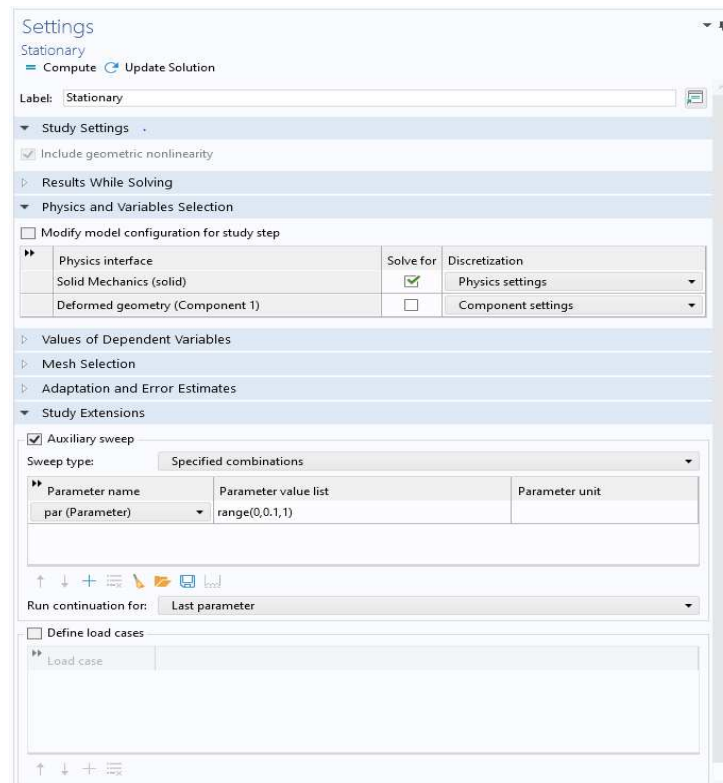 Settings
Stationary
Compute Update Solution
Label: Stationary
Study Settings
Include geometric nonlinearity
Results While Solving
Physics and Variables Selection
Modify model configuration for study step
Physics interface Solve for Discretization
Solid Mechanics (solid) Physics settings
Deformed geometry (Component 1) Component settings
Values of Dependent Variables
Mesh Selection
Adaptation and Error Estimates
Study Extensions
Auxiliary sweep
Sweep type: Specified combinations
Parameter name Parameter value list Parameter unit
par (Parameter) range(0,0.1,1)
Run continuation for: Last parameter
Define load cases
Load case